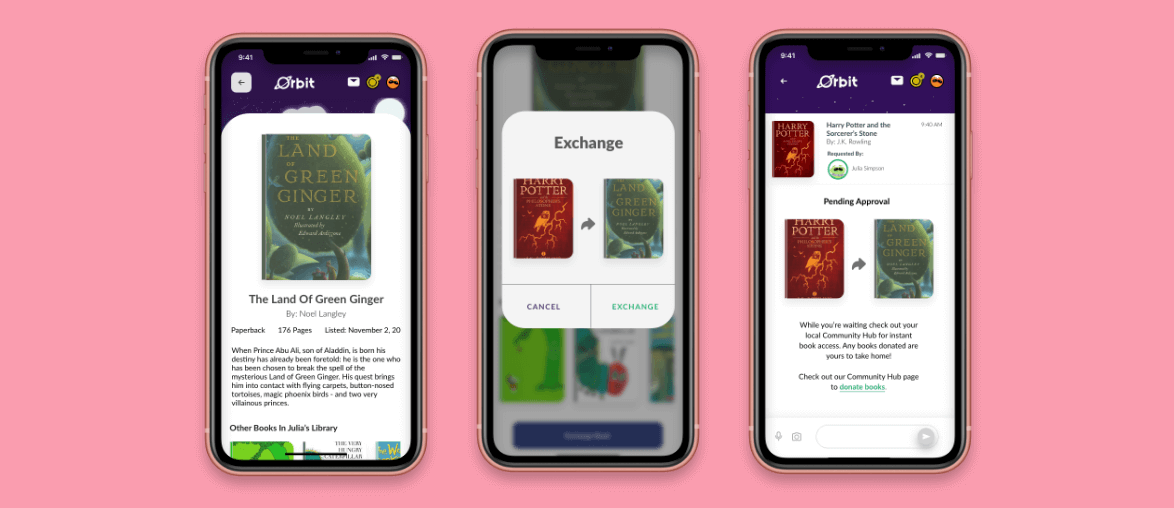 9:41
Orbit
THE
LAND
OF
GREEN
GINGER
BY
NOEL LANGLEY
Illustrated by
Edward Ardizzone
The Land Of Green Ginger
By: Noel Langley
Paperback 176 Pages Listed: November 2, 20
When Prince Abu Ali, son of Aladdin, is born his
destiny has already been foretold: he is the one who
has been chosen to break the spell of the
mysterious Land of Green Ginger. His quest brings
him into contact with flying carpets, button-nosed
tortoises, magic phoenix birds - and two very
villainous princes.
Other Books In Julia's Library
THE VERY
HUNGRY
CATERPILLAR
Exchange
HARRY
POTTER
LAND
OF
GREEN
GINGER
CANCEL
EXCHANGE
Exchange Book
9:41
Orbit
HARRY
POTTER
Harry Potter and the
Sorcerer's Stone
By: J.K. Rowling
9:40 AM
Requested By:
Julia Simpson
Pending Approval
HARRY
POTTER
LAND
OF
GREEN
GINGER
While you're waiting check out your
local Community Hub for instant
book access. Any books donated are
yours to take home!
Check out our Community Hub page
to donate books.